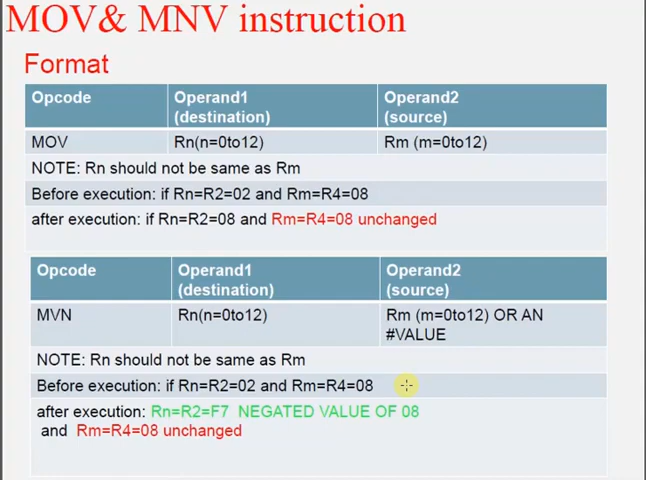 MOV& MNV instruction
Format
Opcode Operand1 Operand2
(destination) (source)
MOV Rn(n=0to12) Rm (m=0to12)
NOTE: Rn should not be same as Rm
Before execution: if Rn=R2=02 and Rm=R4=08
after execution: if Rn=R2=08 and Rm=R4=08 unchanged
Opcode Operand1 Operand2
(destination) (source)
MVN Rn(n=0to12) Rm (m=0to12) OR AN
#VALUE
NOTE: Rn should not be same as Rm
Before execution: if Rn=R2=02 and Rm=R4=08
after execution: Rn=R2=F7 NEGATED VALUE OF 08
and Rm=R4=08 unchanged